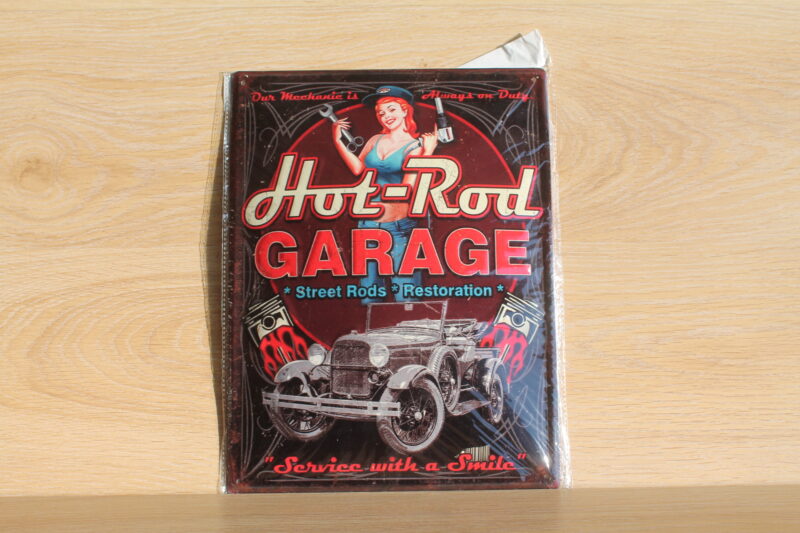 Our Mechanic is Always on Duty
Hot-Rod
GARAGE
* Street Rods * Restoration *
"Service with a Smile"